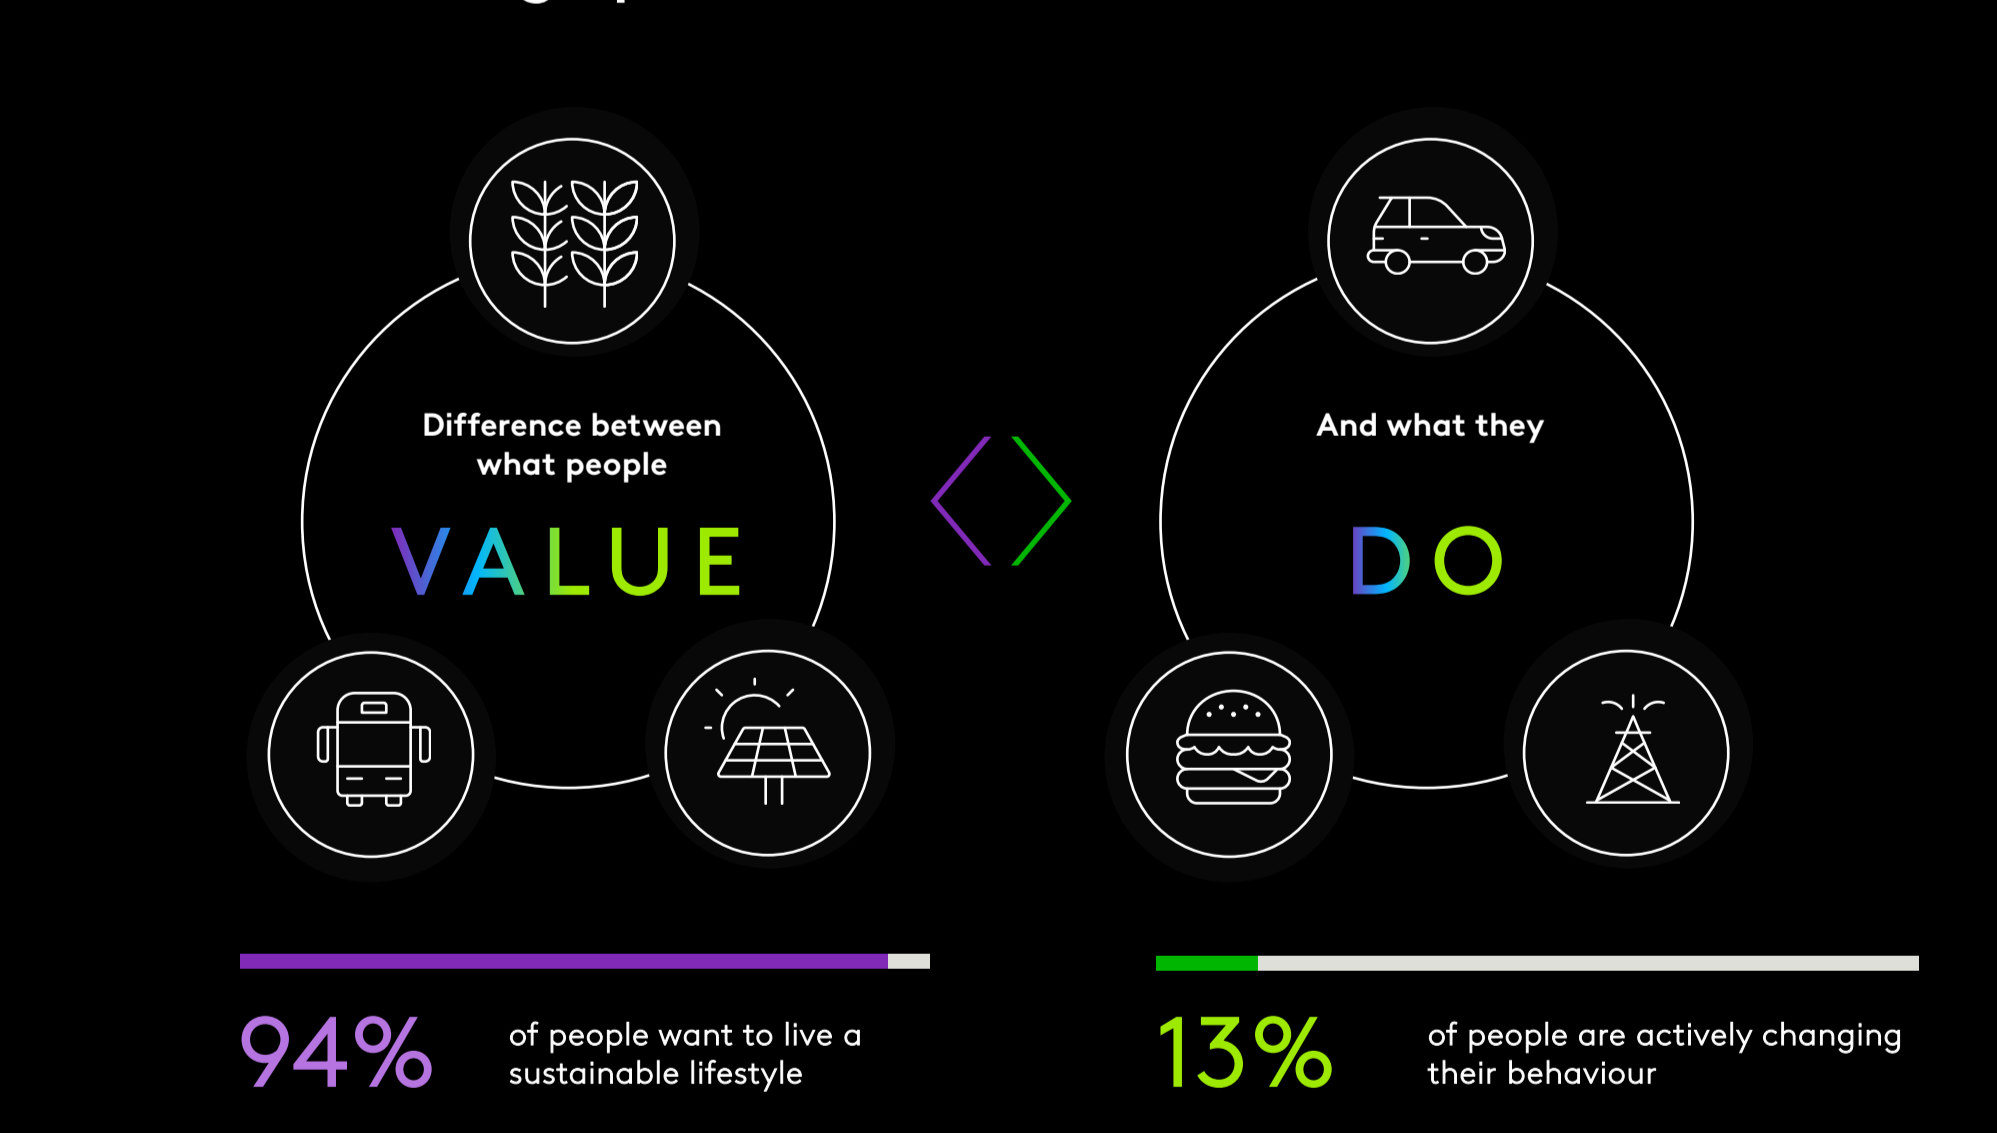 Difference between
what people
VALUE
And what they
DO
94%
of people want to live a
sustainable lifestyle
13%
of people are actively changing
their behaviour